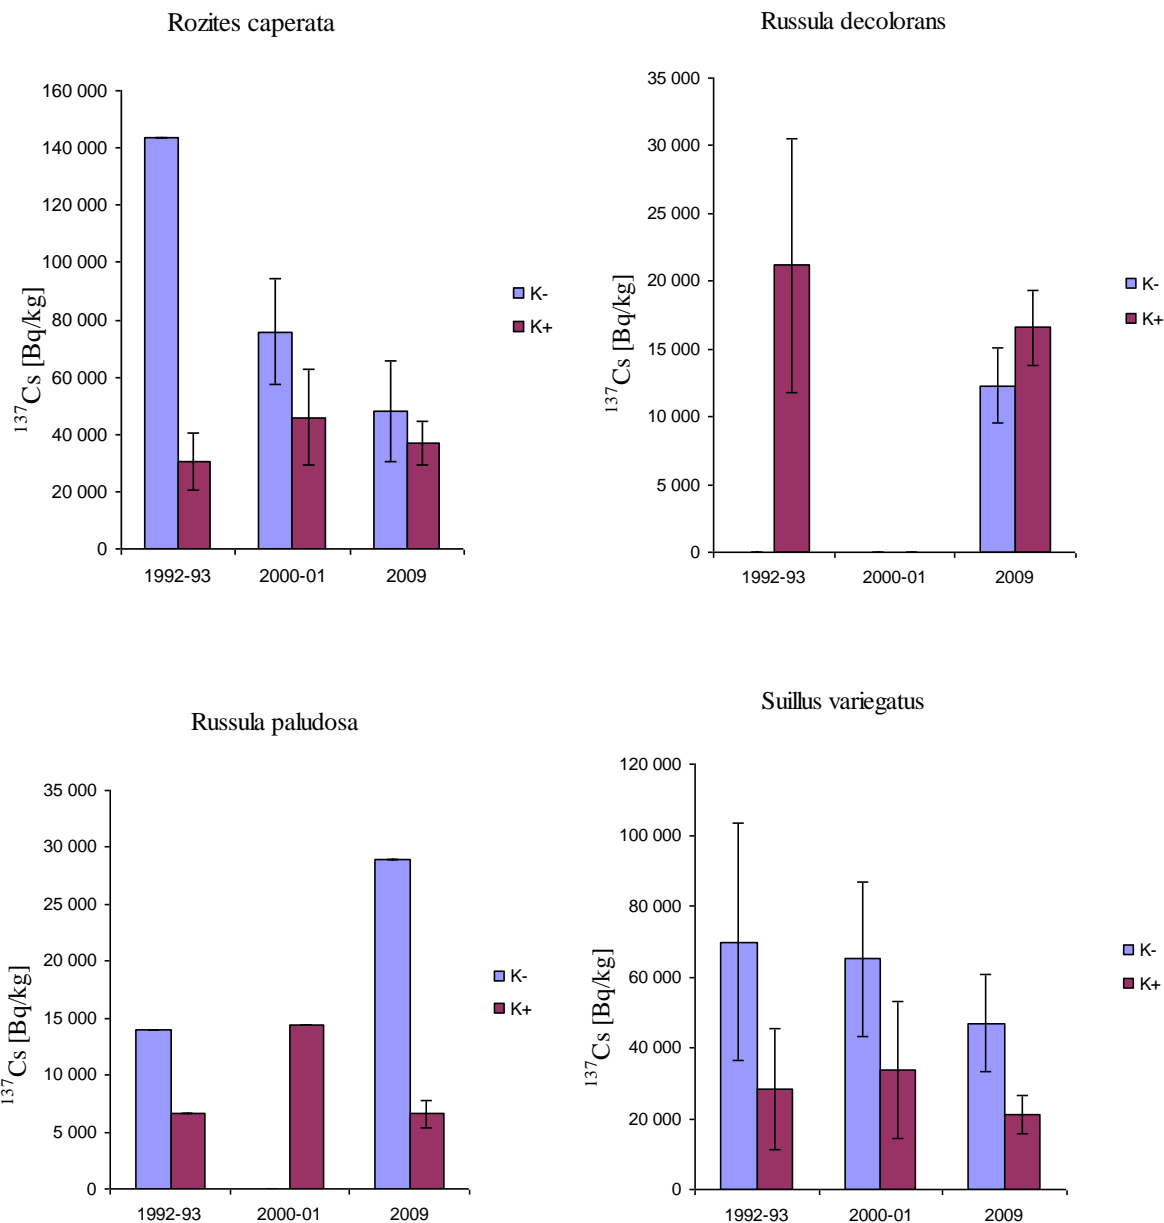 Rozites caperata
160 000
140 000
120 000
100 000
80 000
60 000
40 000
20 000
0
137Cs [Bq/kg]
1992-93 2000-01 2009
K-
K+
Russula decolorans
35 000
30 000
25 000
20 000
15 000
10 000
5 000
0
137Cs [Bq/kg]
1992-93 2000-01 2009
K-
K+
Russula paludosa
35 000
30 000
25 000
20 000
15 000
10 000
5 000
0
137Cs [Bq/kg]
1992-93 2000-01 2009
K-
K+
Suillus variegatus
120 000
100 000
80 000
60 000
40 000
20 000
0
137Cs [Bq/kg]
1992-93 2000-01 2009
K-
K+